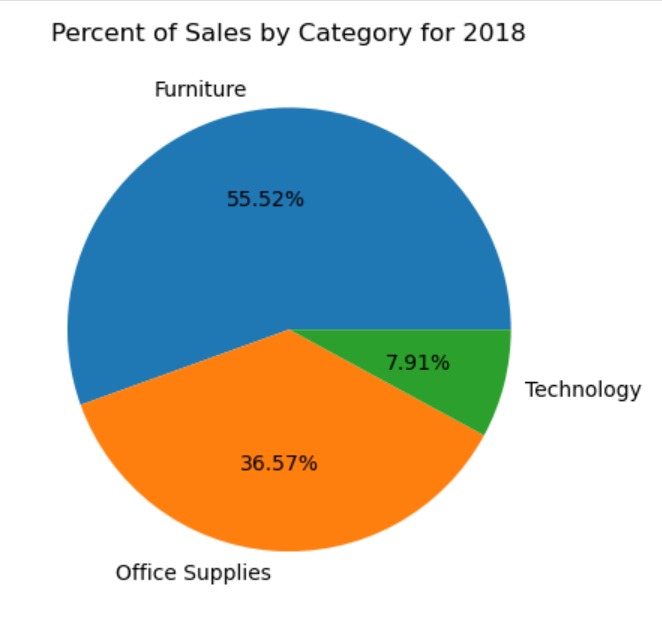 Percent of Sales by Category for 2018
Furniture
55.52%
7.91%
Technology
36.57%
Office Supplies